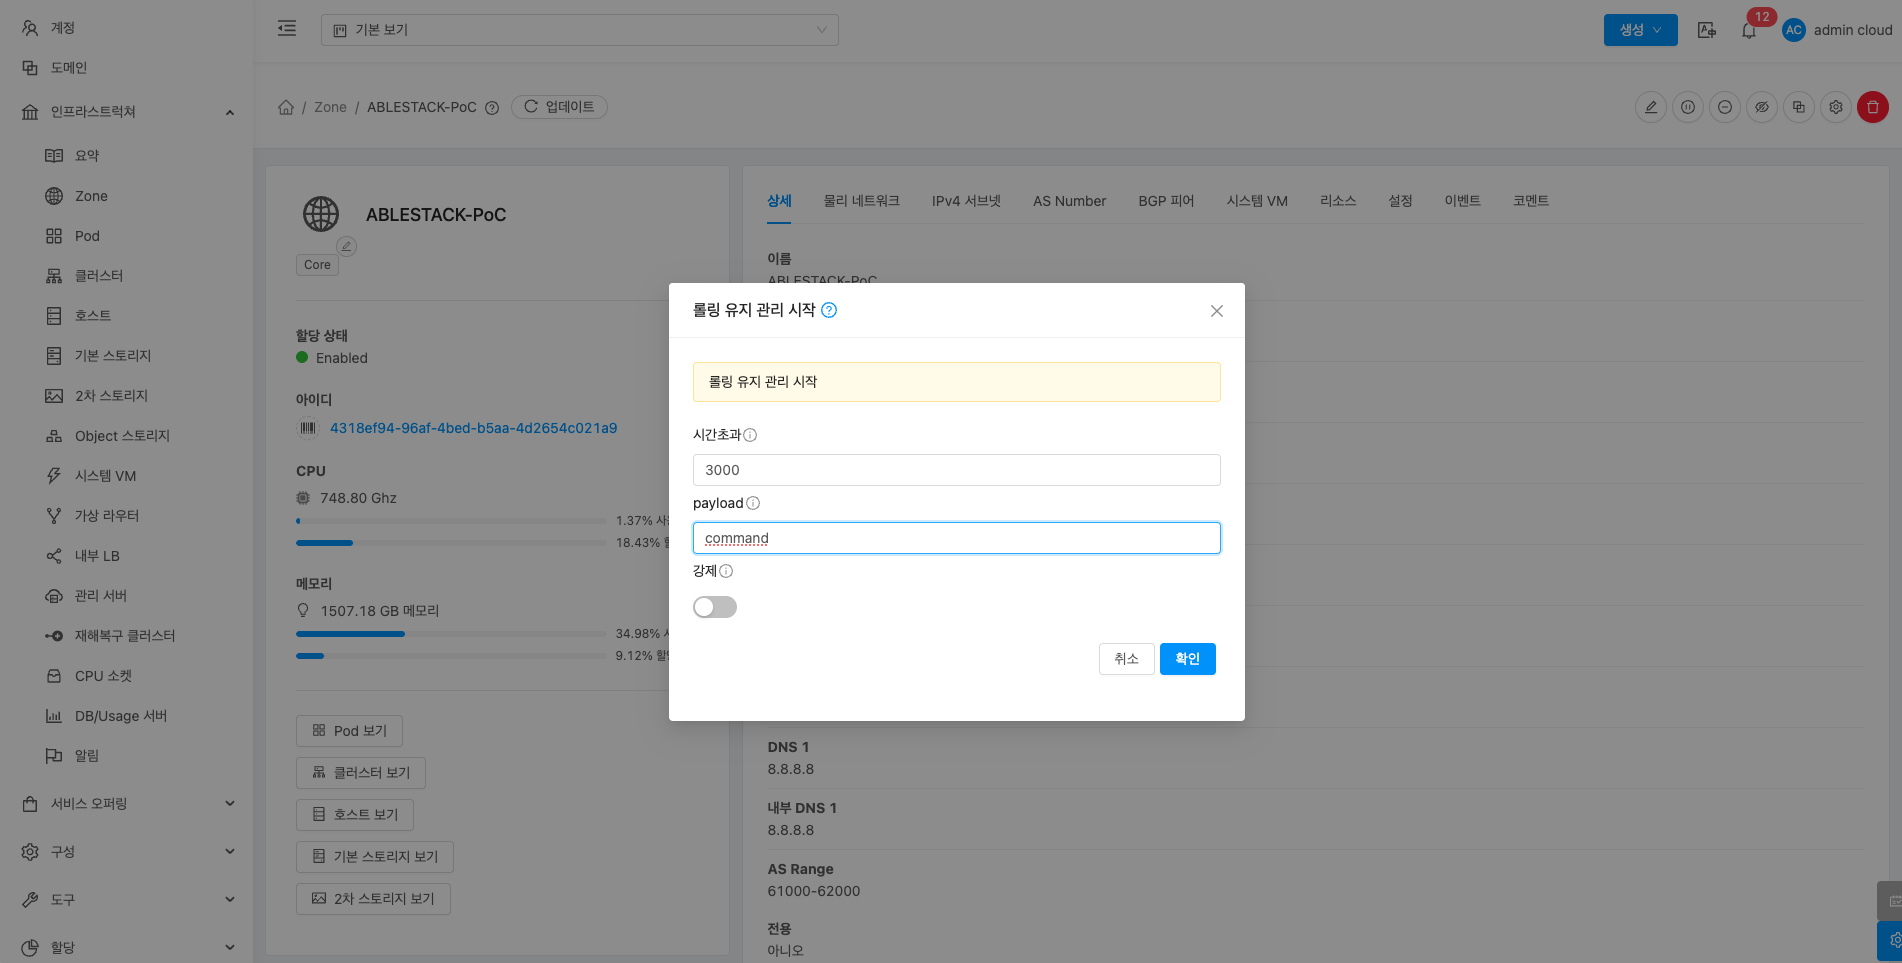 계정
도메인
인프라스트럭쳐
요약
Zone
Pod
클러스터
호스트
기본 스토리지
2차 스토리지
Object 스토리지
시스템 VM
가상 라우터
내부 LB
관리 서버
재해복구 클러스터
CPU 소켓
DB/Usage 서버
알림
서비스 오퍼링
구성
도구
할당
기본 보기
생성
12
AC
admin cloud
/ Zone / ABLESTACK-PoC
업데이트
ABLESTACK-PoC
Core
할당 상태
Enabled
아이디
4318ef94-96af-4bed-b5aa-4d2654c021a9
CPU
748.80 Ghz
1.37%
18.43%
메모리
1507.18 GB 메모리
34.98%
9.12%
Pod 보기
클러스터 보기
호스트 보기
기본 스토리지 보기
2차 스토리지 보기
상세 물리 네트워크 IPv4 서브넷 AS Number BGP 피어 시스템 VM 리소스 설정 이벤트 코멘트
이름
ABLESTACK-PoC
롤링 유지 관리 시작
롤링 유지 관리 시작
시간초과
3000
payload
command
강제
취소 확인
DNS 1
8.8.8.8
내부 DNS 1
8.8.8.8
AS Range
61000-62000
전용
아니오